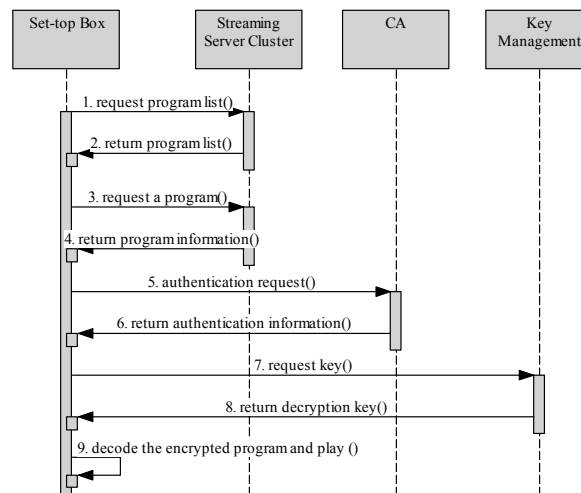 Set-top Box
Streaming
Server Cluster
CA
Key
Management
1. request program list()
2. return program list()
3. request a program()
4. return program information()
5. authentication request()
6. return authentication information()
7. request key()
8. return decryption key()
9. decode the encrypted program and play ()